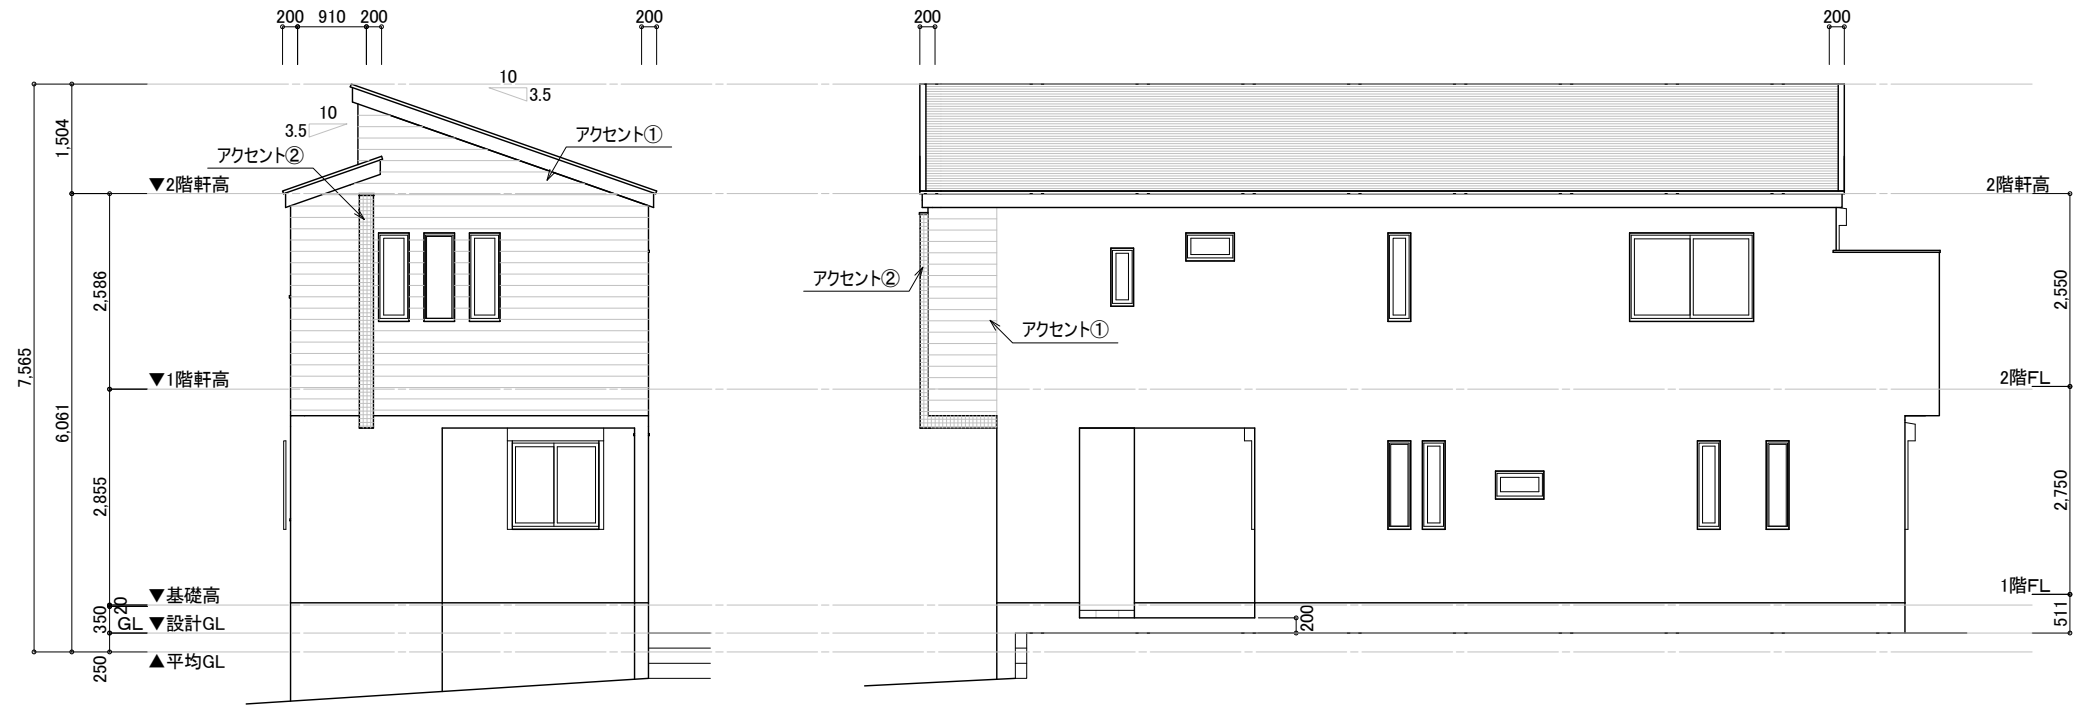 200 910 200
200
200
200
10
3.5
10
3.5
アクセント①
アクセント②
1,504
▼2階軒高
2階軒高
2,586
アクセント②
2,550
アクセント①
7,565
▼1階軒高
2階FL
6,061
2,855
2,750
▼基礎高
1階FL
20
350
GL ▼設計GL
200
511
▲平均GL
250